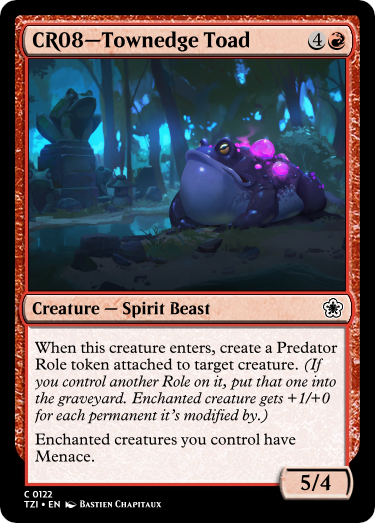 CR08—Townedge Toad 4
Creature — Spirit Beast
When this creature enters, create a Predator
Role token attached to target creature. (If
you control another Role on it, put that one into
the graveyard. Enchanted creature gets +1/+0
for each permanent it's modified by.)
Enchanted creatures you control have
Menace.
5/4
C 0122
TZI • EN Bastien Chapitaux